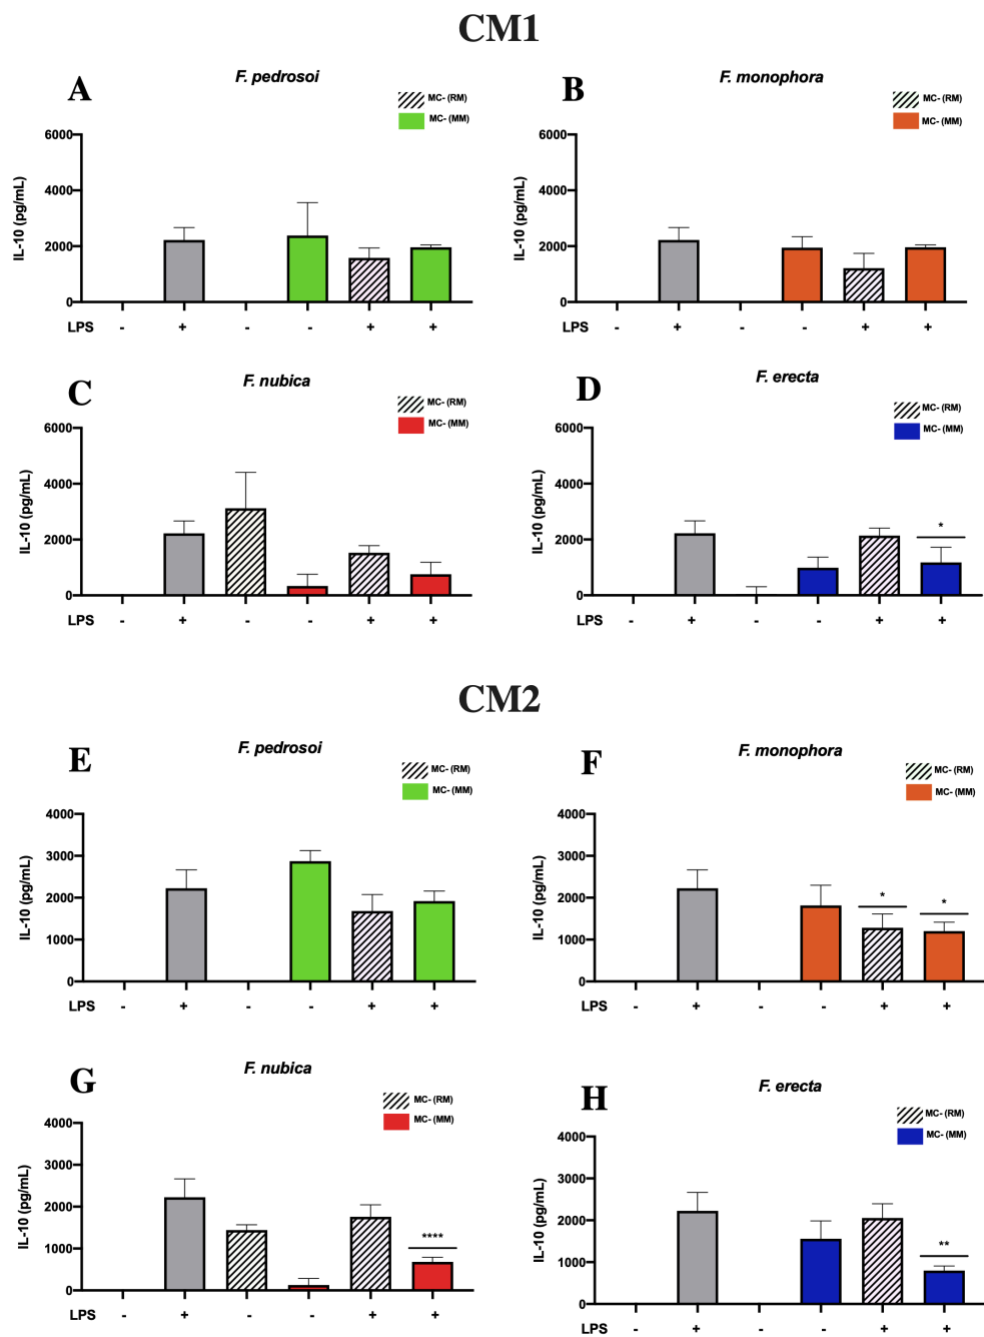 CM1
A
F. pedrosoi
MC- (RM)
MC- (MM)
IL-10 (pg/mL)
6000
4000
2000
0
LPS - + - - + +
B
F. monophora
MC- (RM)
MC- (MM)
IL-10 (pg/mL)
6000
4000
2000
0
LPS - + - - + +
C
F. nubica
MC- (RM)
MC- (MM)
IL-10 (pg/mL)
6000
4000
2000
0
LPS - + - - + +
D
F. erecta
MC- (RM)
MC- (MM)
IL-10 (pg/mL)
6000
4000
2000
0
*
LPS - + - - + +
CM2
E
F. pedrosoi
MC- (RM)
MC- (MM)
IL-10 (pg/mL)
4000
3000
2000
1000
0
LPS - + - - + +
F
F. monophora
MC- (RM)
MC- (MM)
IL-10 (pg/mL)
4000
3000
2000
1000
0
* *
LPS - + - - + +
G
F. nubica
MC- (RM)
MC- (MM)
IL-10 (pg/mL)
4000
3000
2000
1000
0
****
LPS - + - - + +
H
F. erecta
MC- (RM)
MC- (MM)
IL-10 (pg/mL)
4000
3000
2000
1000
0
**
LPS - + - - + +